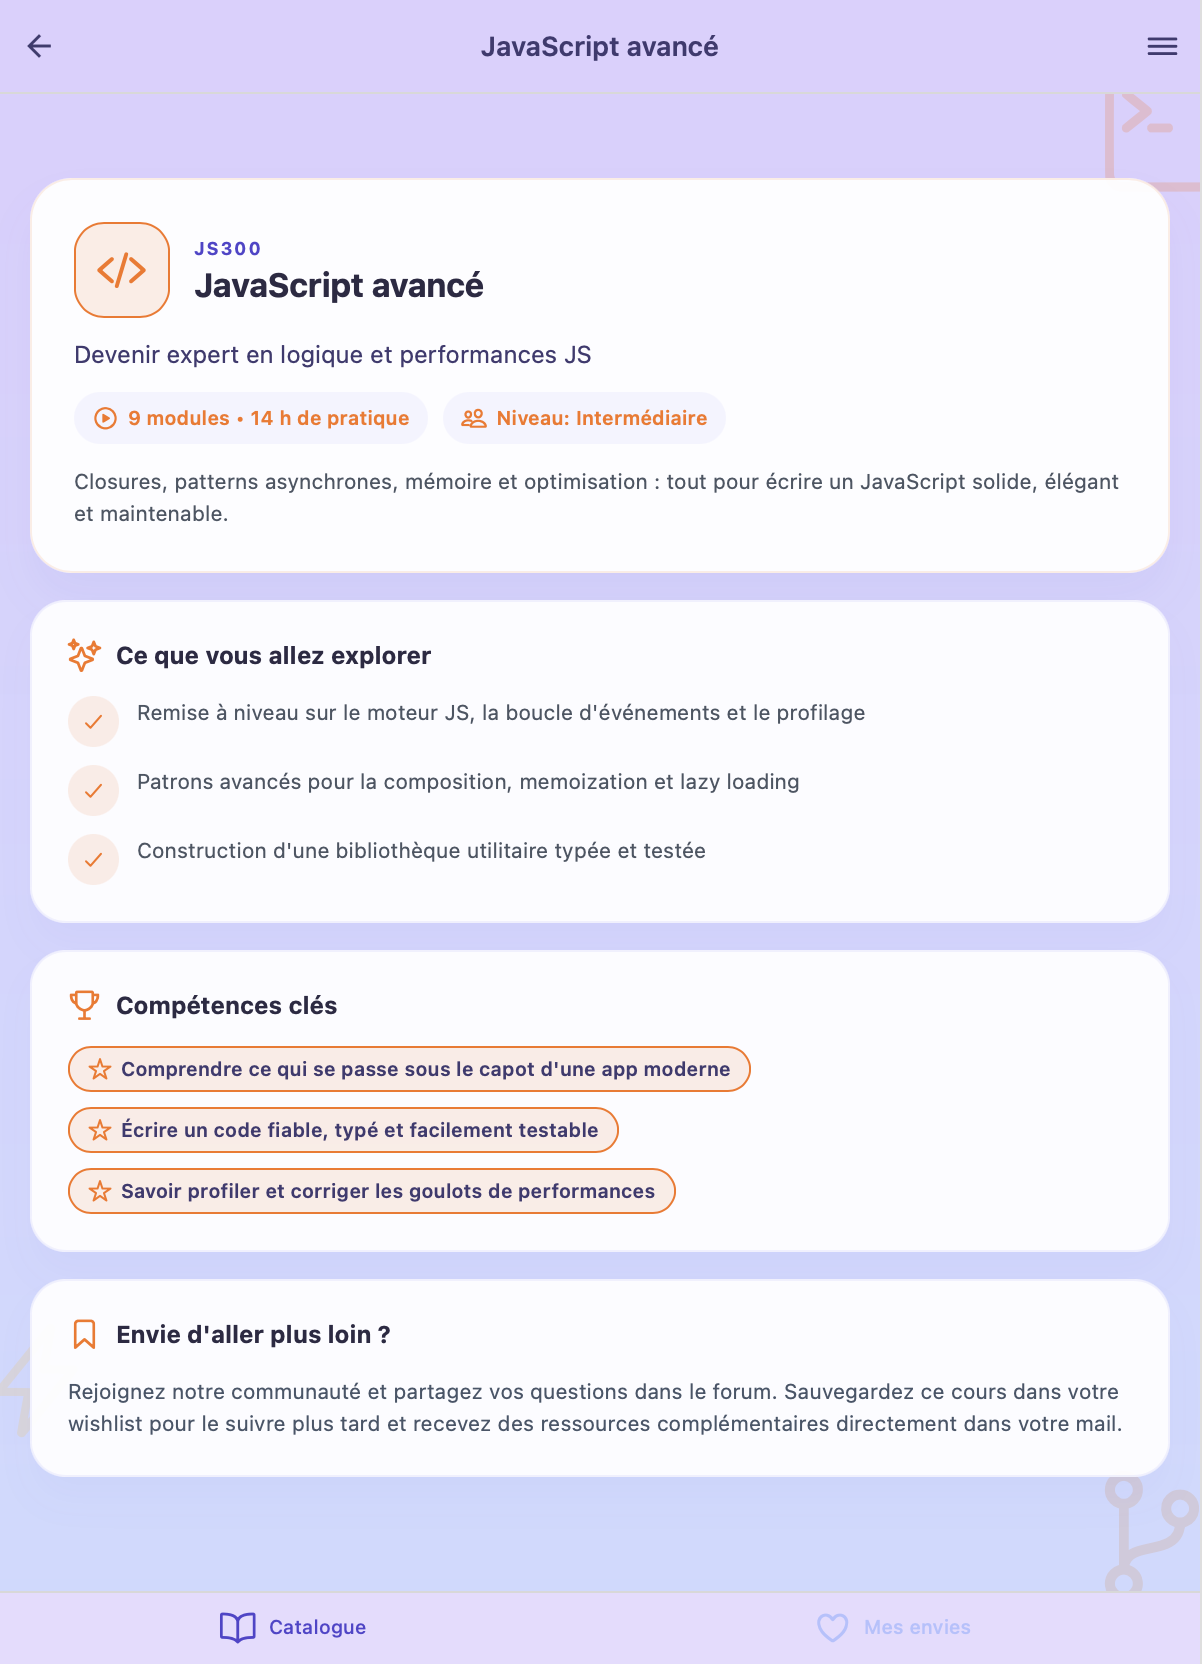 JavaScript avancé
JS300
JavaScript avancé
Devenir expert en logique et performances JS
9 modules • 14 h de pratique
Niveau: Intermédiaire
Closures, patterns asynchrones, mémoire et optimisation : tout pour écrire un JavaScript solide, élégant
et maintenable.
Ce que vous allez explorer
Remise à niveau sur le moteur JS, la boucle d'événements et le profilage
Patrons avancés pour la composition, memoization et lazy loading
Construction d'une bibliothèque utilitaire typée et testée
Compétences clés
Comprendre ce qui se passe sous le capot d'une app moderne
Écrire un code fiable, typé et facilement testable
Savoir profiler et corriger les goulots de performances
Envie d'aller plus loin ?
Rejoignez notre communauté et partagez vos questions dans le forum. Sauvegardez ce cours dans votre
wishlist pour le suivre plus tard et recevez des ressources complémentaires directement dans votre mail.
Catalogue
Mes envies